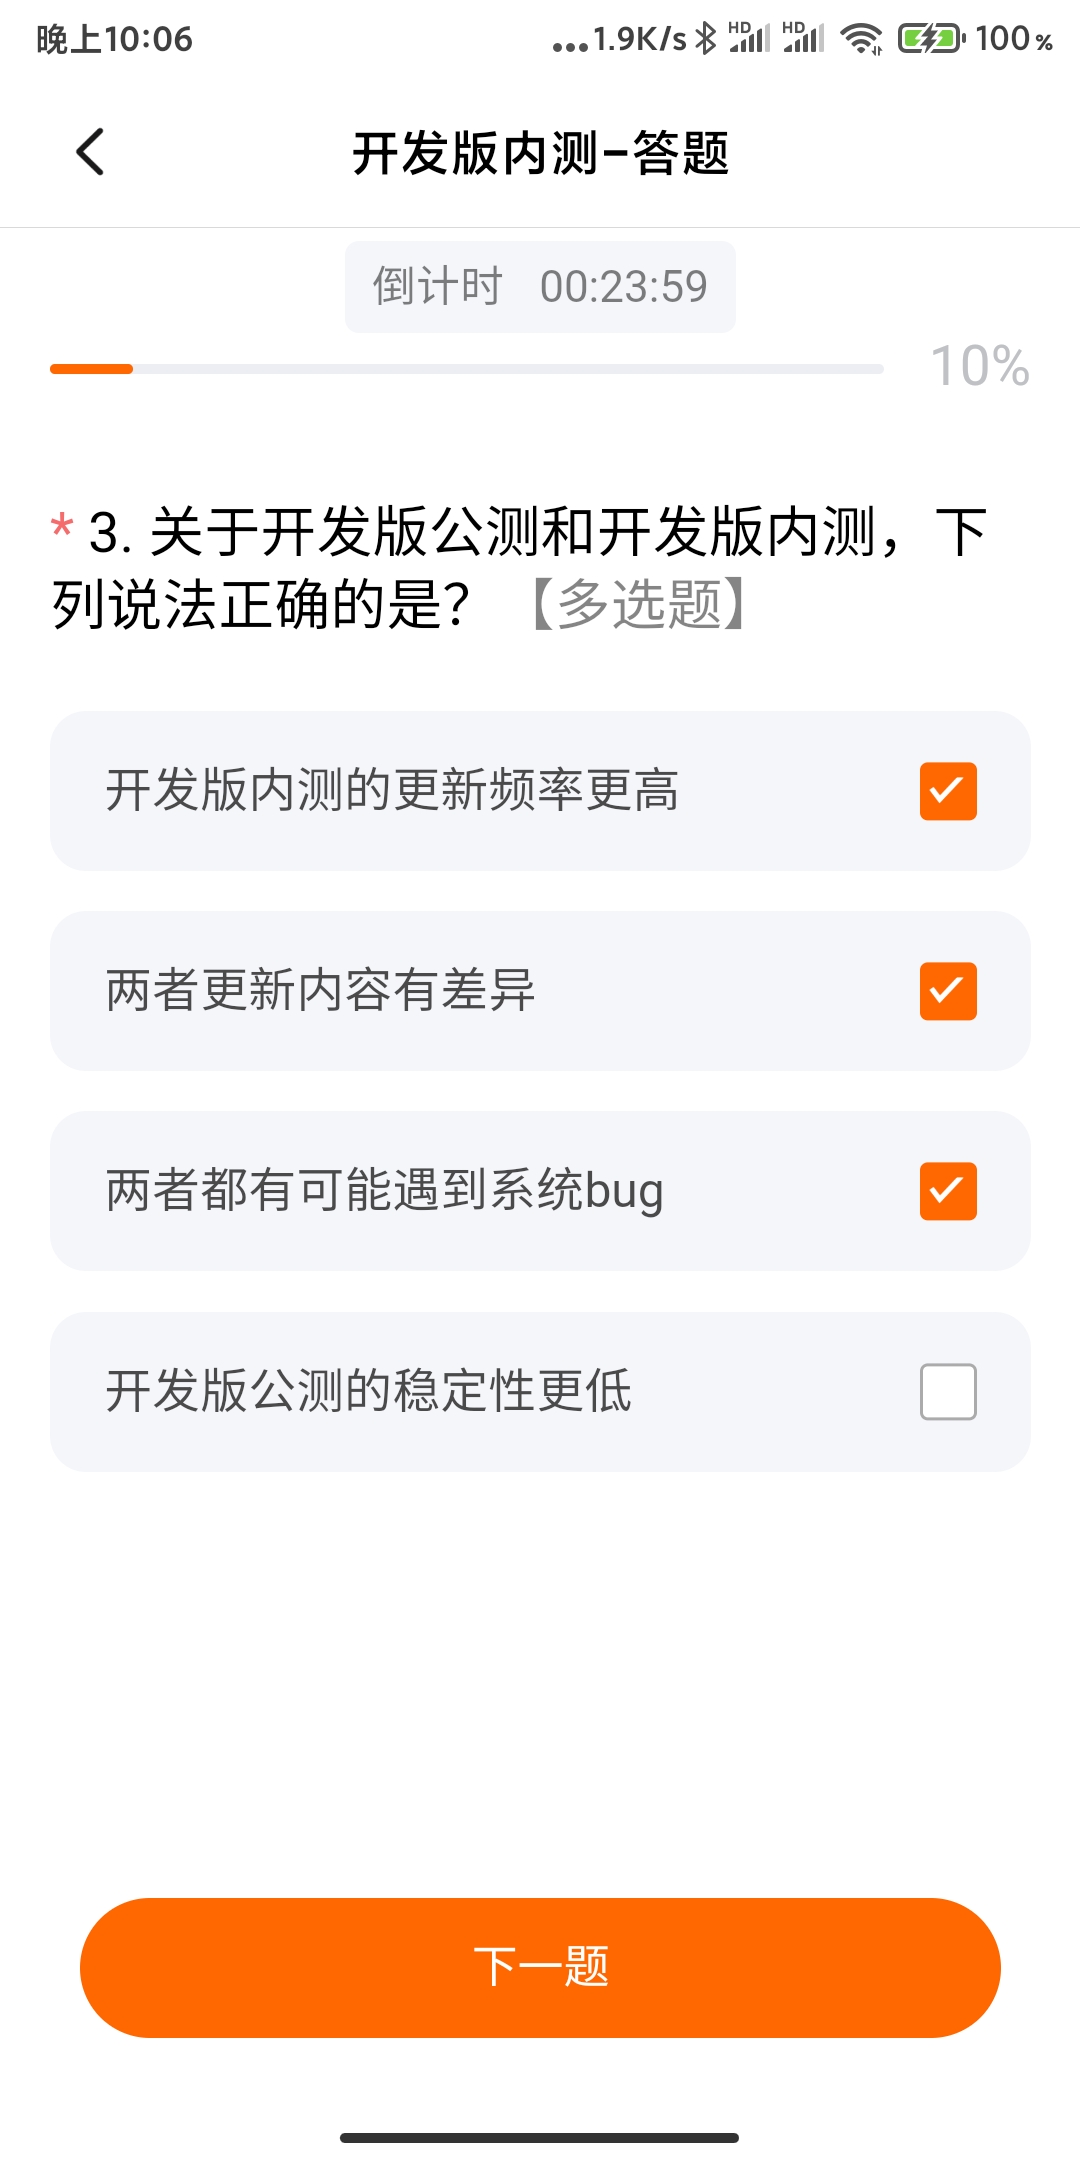 晚上10:06
...1.9K/s HD HD 100%
开发版内测-答题
倒计时 00:23:59
10%
* 3. 关于开发版公测和开发版内测，下
列说法正确的是？【多选题】
开发版内测的更新频率更高
两者更新内容有差异
两者都有可能遇到系统bug
开发版公测的稳定性更低
下一题